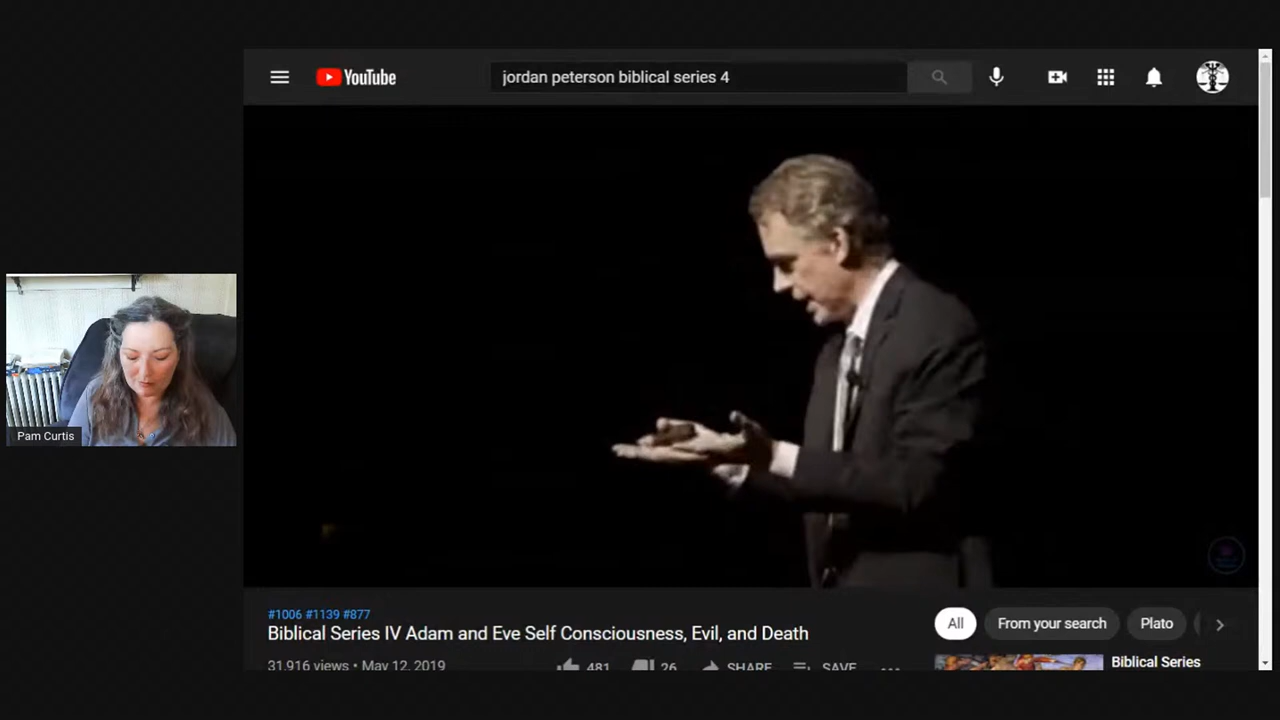 YouTube
jordan peterson biblical series 4
Pam Curtis
#1006 #1139 #877
Biblical Series IV Adam and Eve Self Consciousness, Evil, and Death
31,916 views • May 12, 2019
481
26
SHARE
SAVE
All
From your search
Plato
Biblical Series